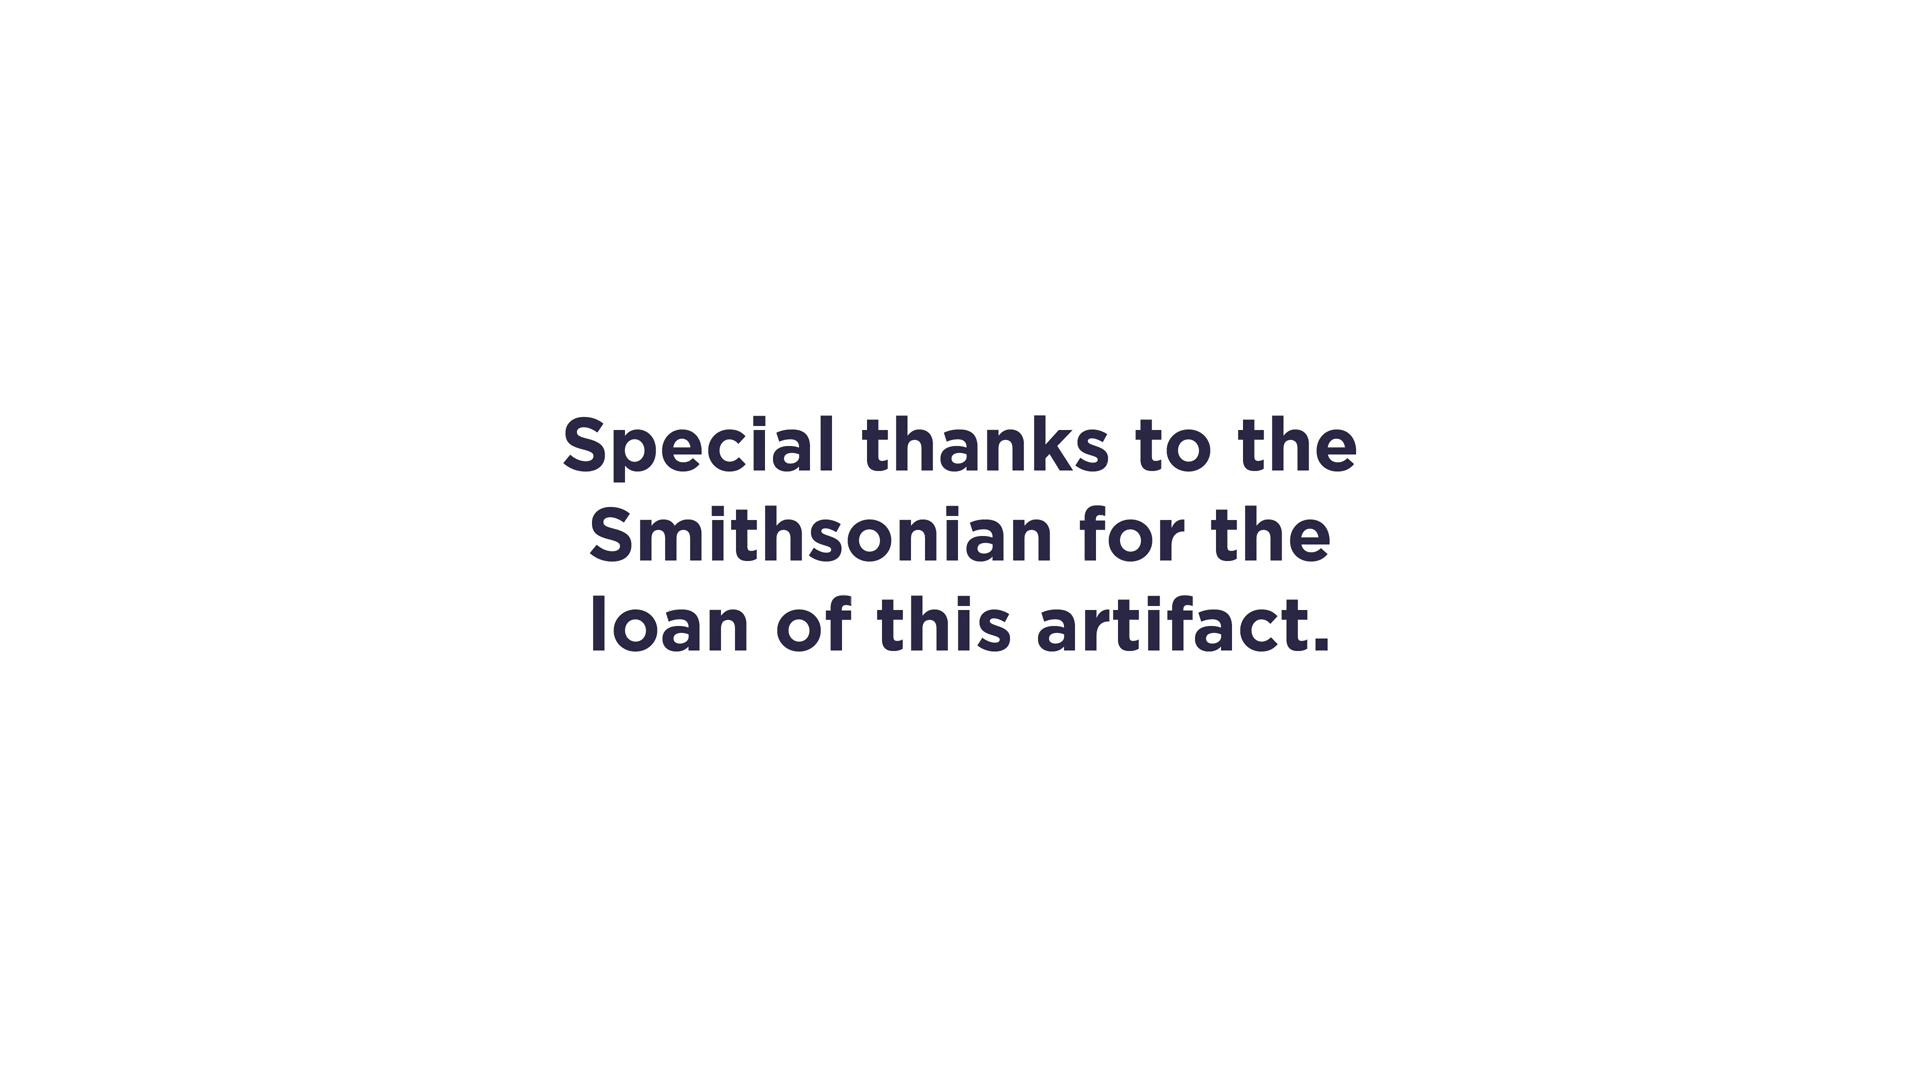 Special thanks to the
Smithsonian for the
loan of this artifact.